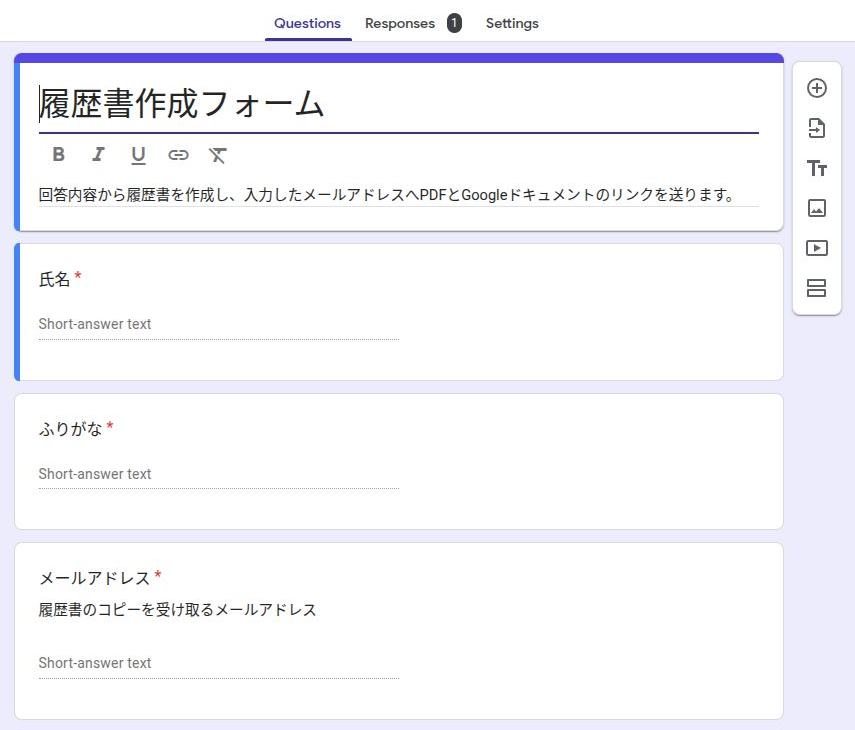 Questions Responses 1 Settings
履歴書作成フォーム
B I U
回答内容から履歴書を作成し、入力したメールアドレスへPDFとGoogleドキュメントのリンクを送ります。
氏名 *
Short-answer text
ふりがな *
Short-answer text
メールアドレス *
履歴書のコピーを受け取るメールアドレス
Short-answer text